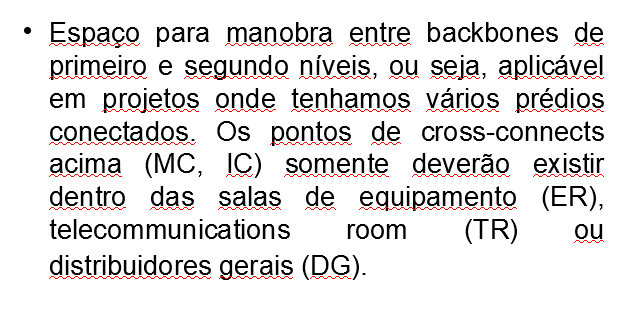 • Espaço para manobra entre backbones de
primeiro e segundo níveis, ou seja, aplicável
em projetos onde tenhamos vários prédios
conectados. Os pontos de cross-connects
acima (MC, IC) somente deverão existir
dentro das salas de equipamento (ER),
telecommunications room (TR) ou
distribuidores gerais (DG).